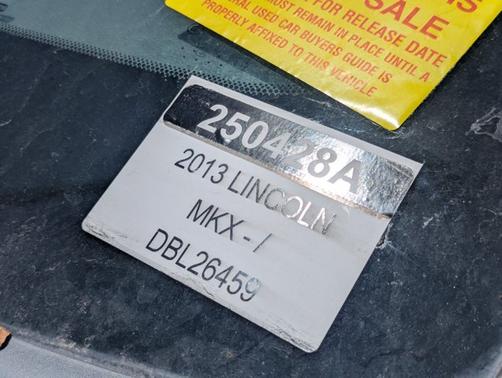 IS
SALE
FOR RELEASE DATE
MUST REMAIN IN PLACE UNTIL A
USED CAR BUYERS GUIDE IS
PROPERLY AFFIXED TO THIS VEHICLE
250428A
2013 LINCOLN
MKX - /
DBL26459